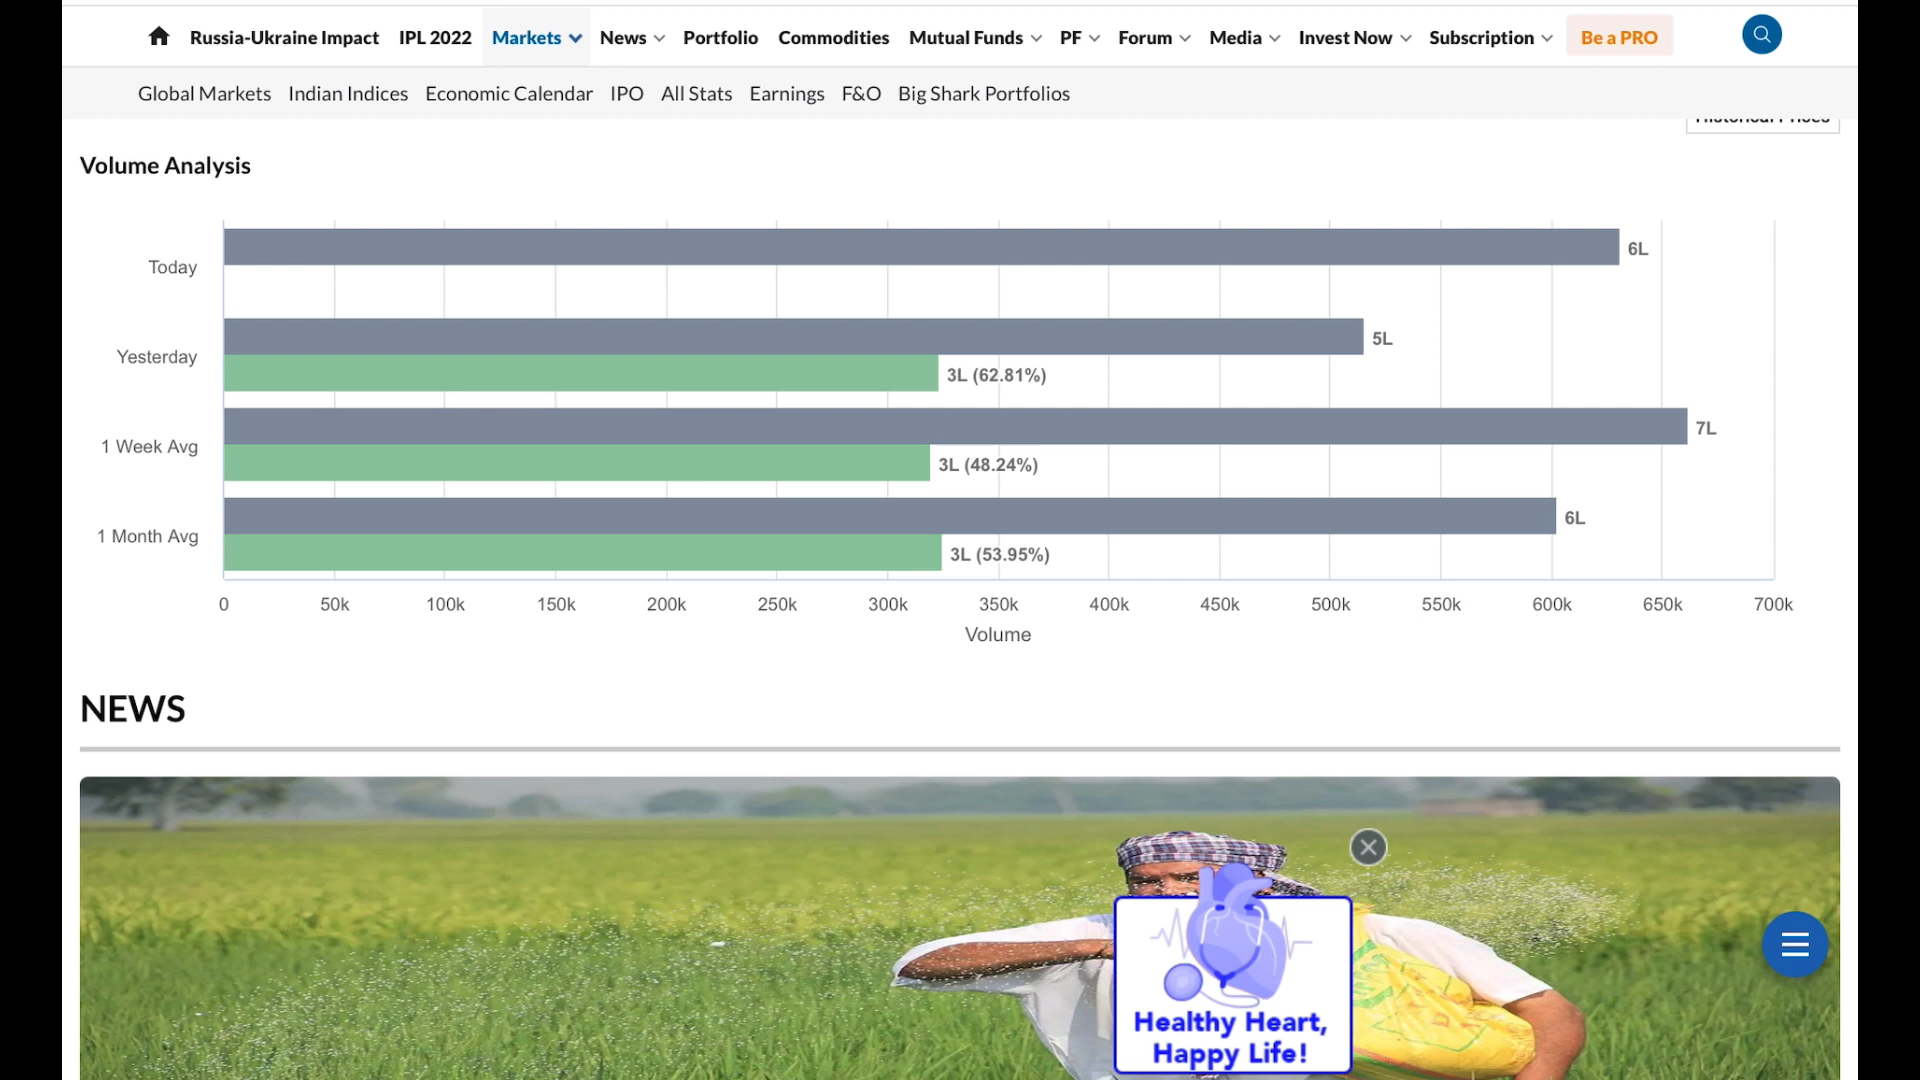 Russia-Ukraine Impact IPL 2022 Markets News Portfolio Commodities Mutual Funds PF Forum Media Invest Now Subscription Be a PRO
Global Markets Indian Indices Economic Calendar IPO All Stats Earnings F&O Big Shark Portfolios
Historical Prices
Volume Analysis
Today 6L
Yesterday 5L
3L (62.81%)
1 Week Avg 7L
3L (48.24%)
1 Month Avg 6L
3L (53.95%)
0 50k 100k 150k 200k 250k 300k 350k 400k 450k 500k 550k 600k 650k 700k
Volume
NEWS
Healthy Heart,
Happy Life!